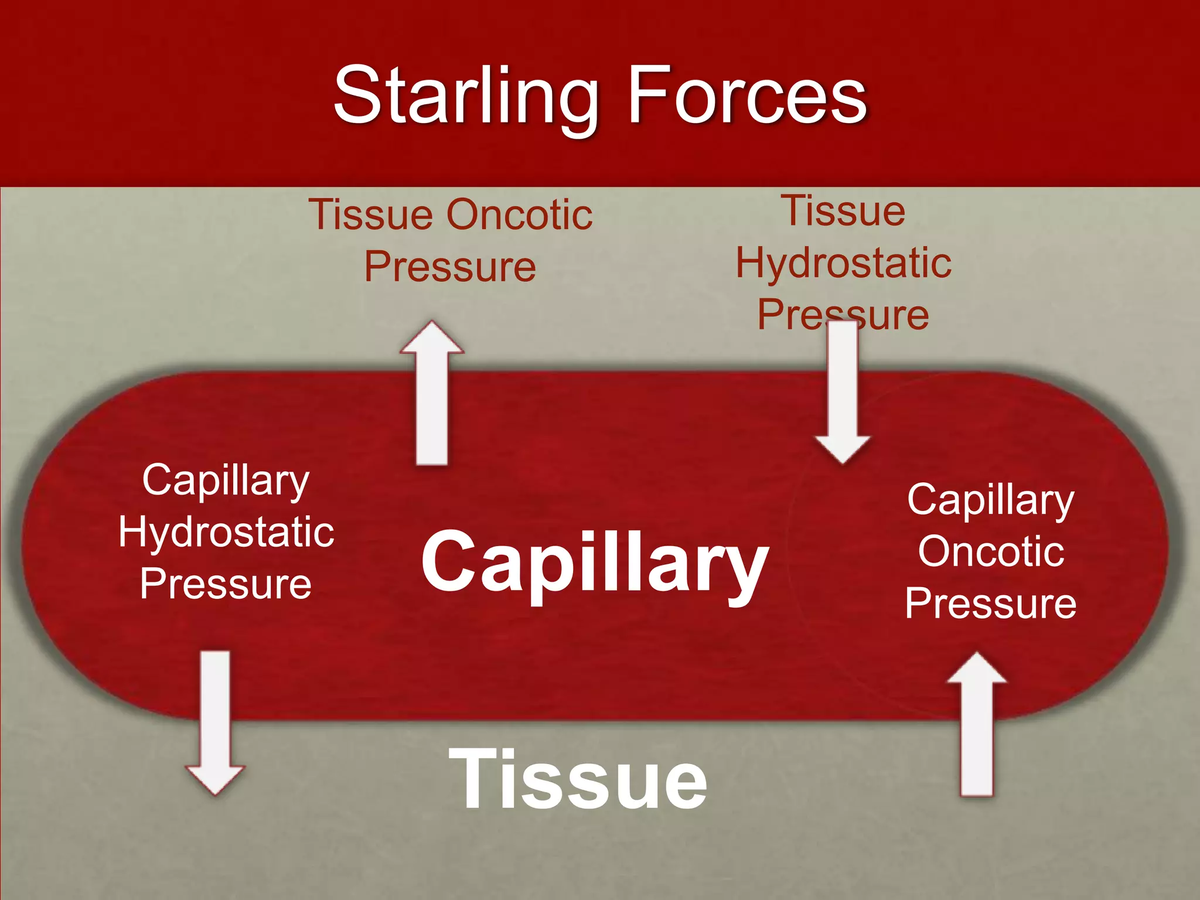 Starling Forces
Tissue Oncotic
Pressure
Tissue
Hydrostatic
Pressure
Capillary
Hydrostatic
Pressure
Capillary
Capillary
Oncotic
Pressure
Tissue